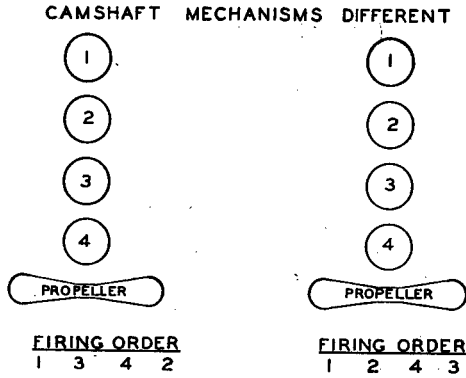 CAMSHAFT MECHANISMS DIFFERENT
1 1
2 2
3 3
4 4
PROPELLER PROPELLER
FIRING ORDER FIRING ORDER
1 3 4 2 1 2 4 3